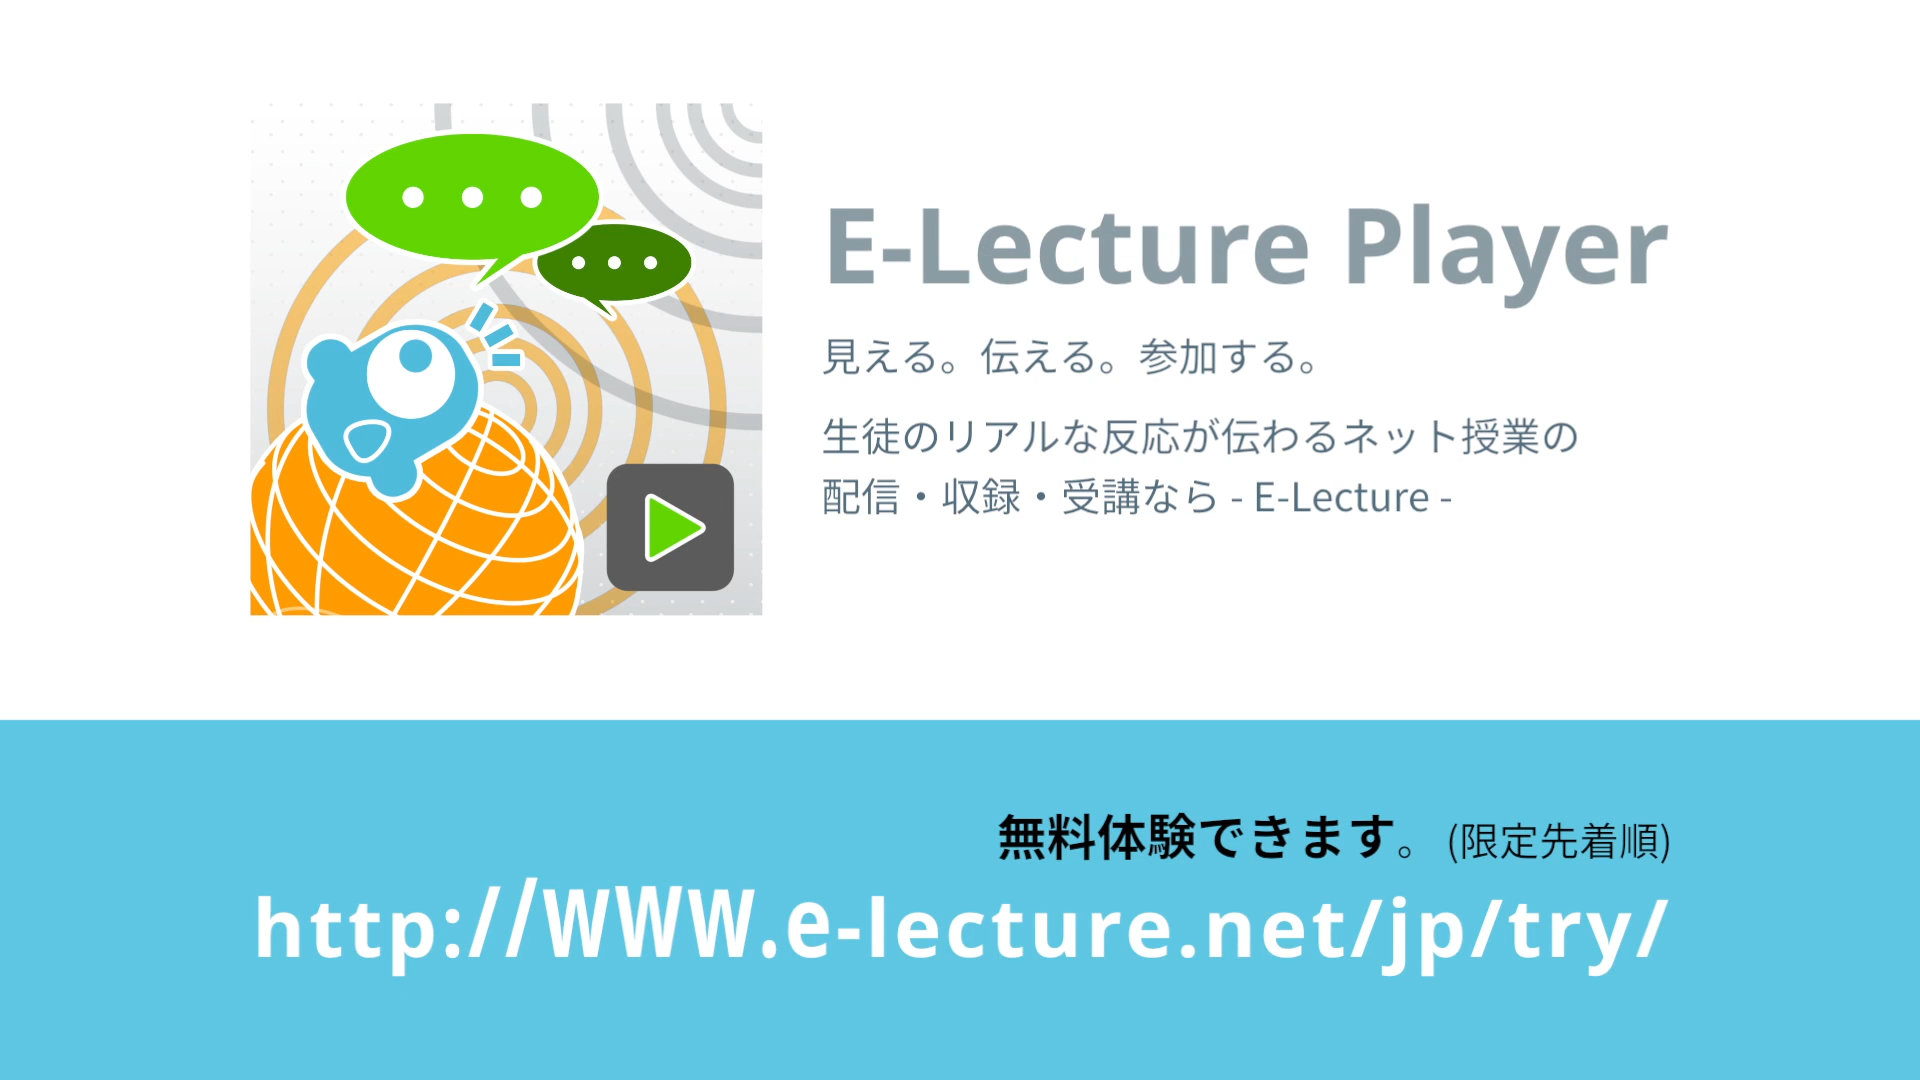 E-Lecture Player
見える。伝える。参加する。
生徒のリアルな反応が伝わるネット授業の
配信・収録・受講なら - E-Lecture -
無料体験できます。(限定先着順)
http://WWW.e-lecture.net/jp/try/